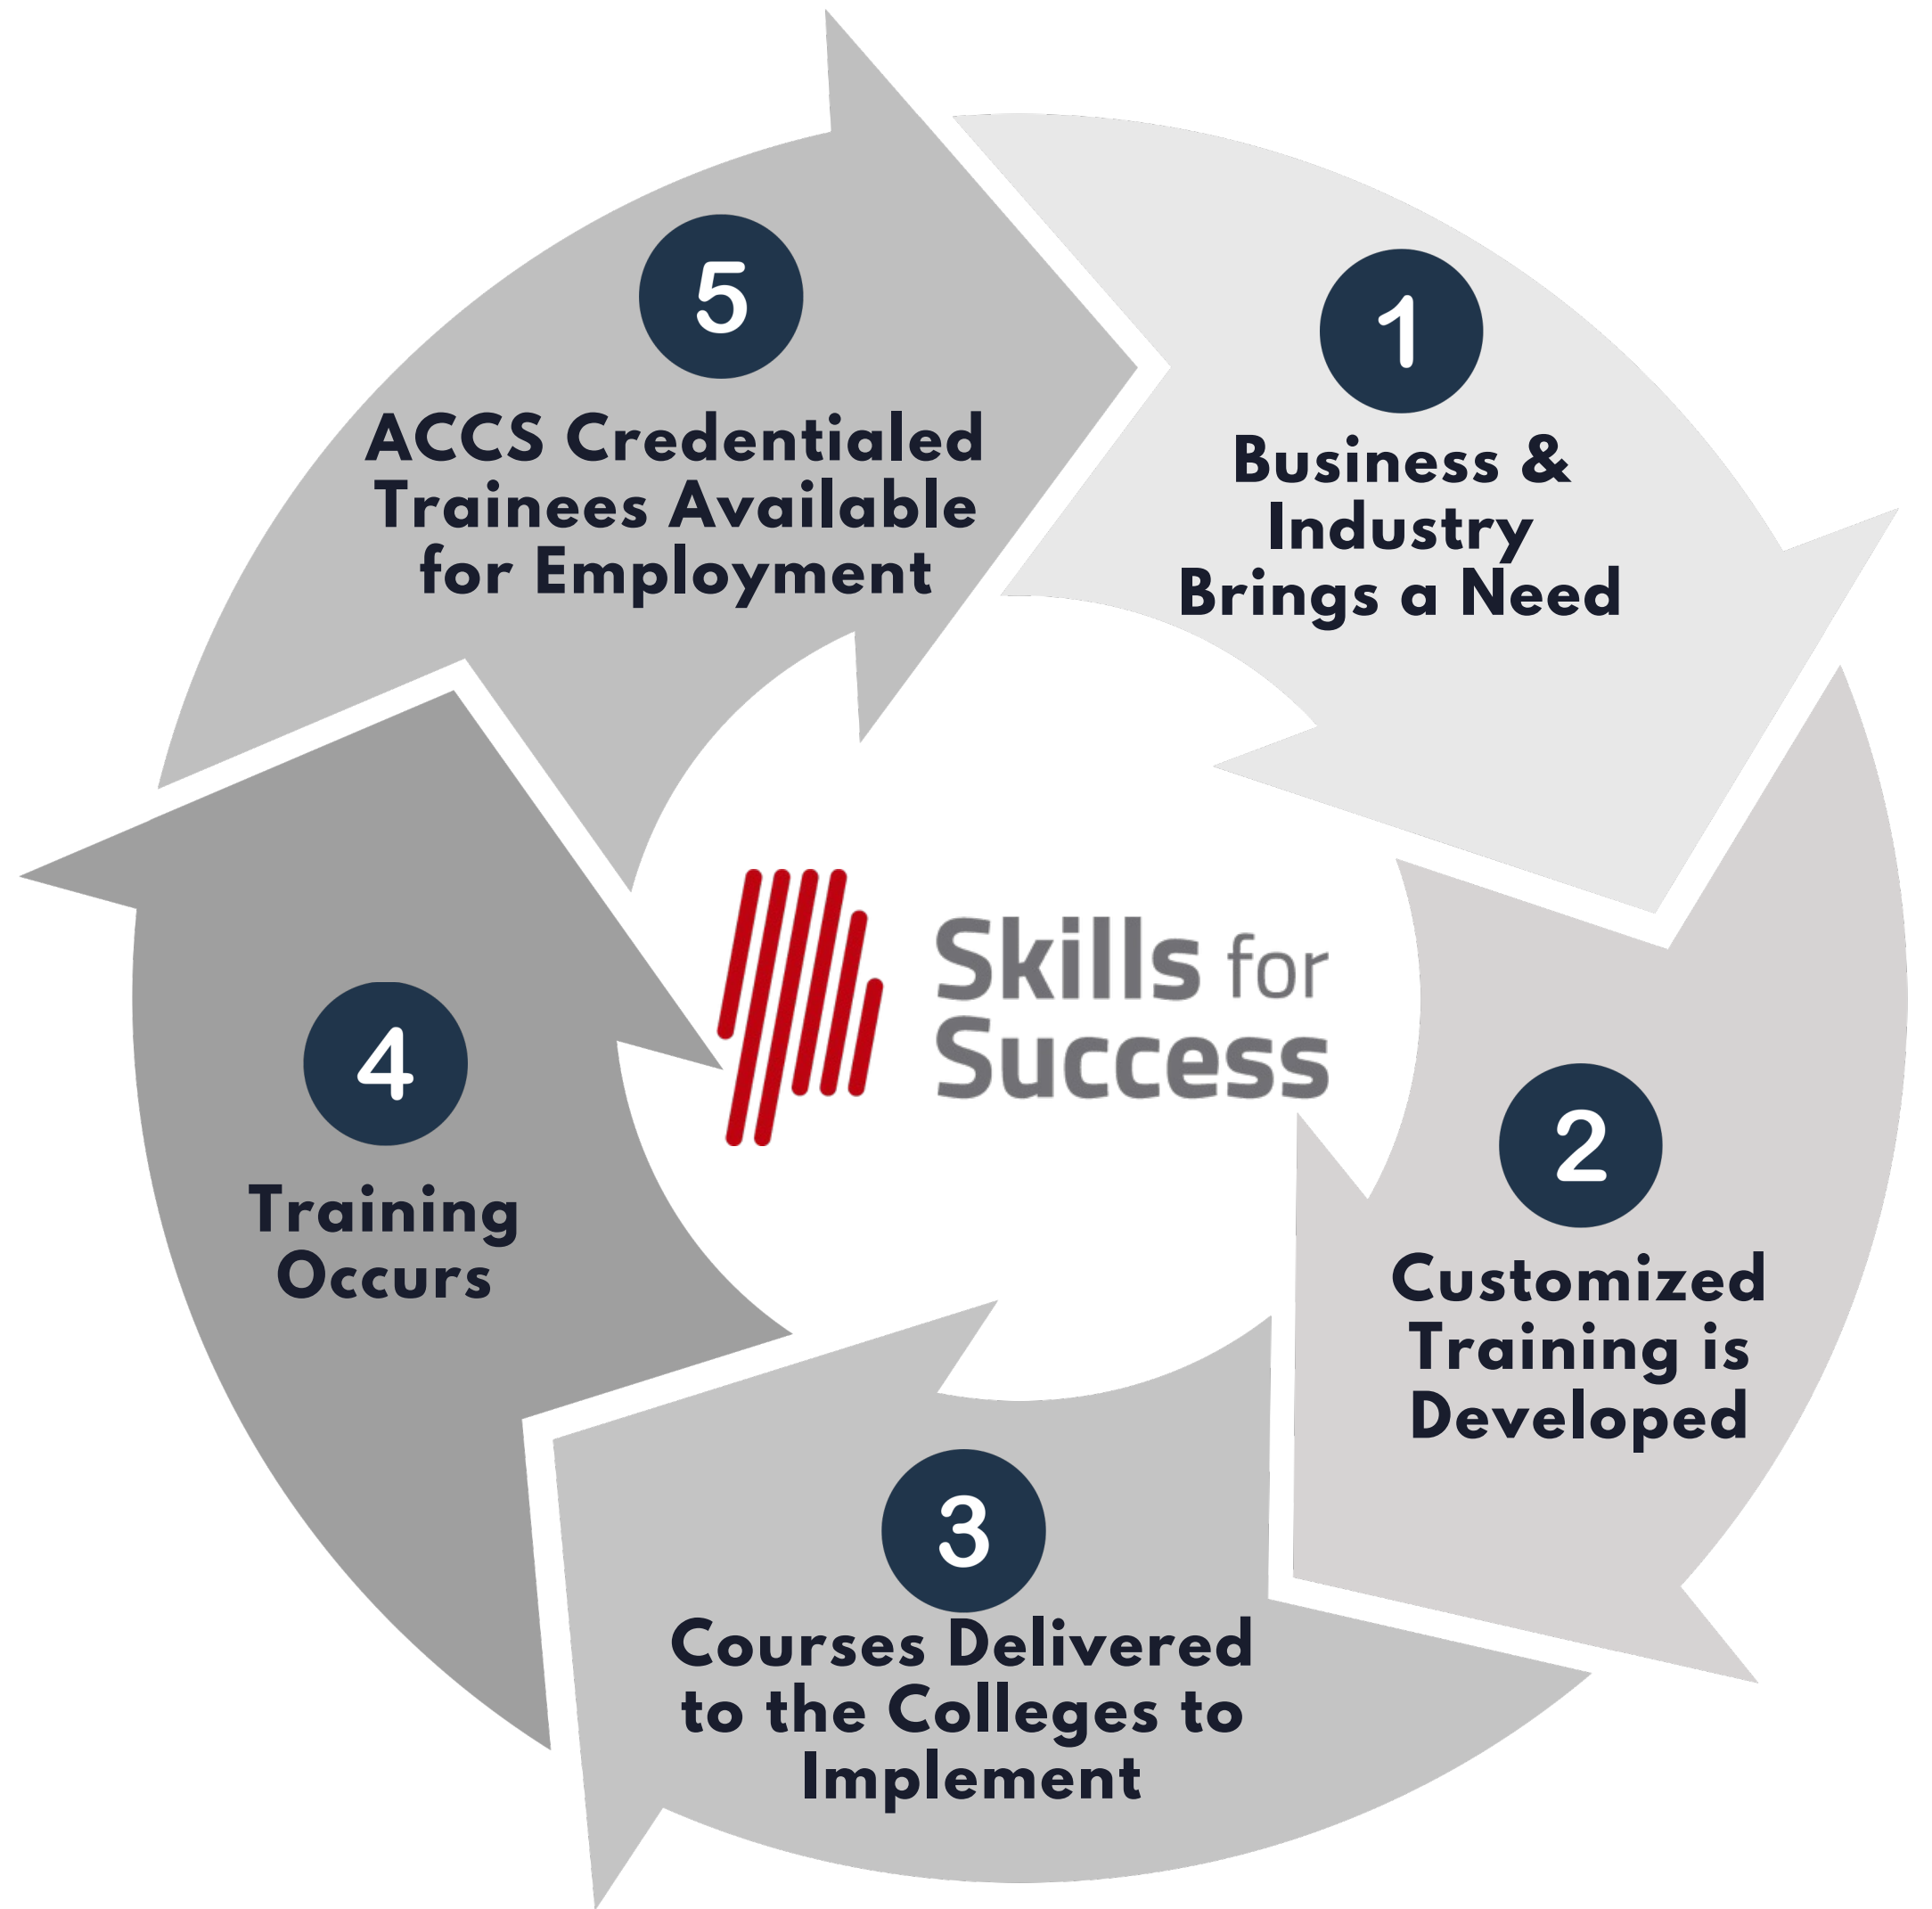 1
Business &
Industry
Brings a Need
2
Customized
Training is
Developed
3
Courses Delivered
to the Colleges to
Implement
4
Training
Occurs
5
ACCS Credentialed
Trainees Available
for Employment
Skills for
Success